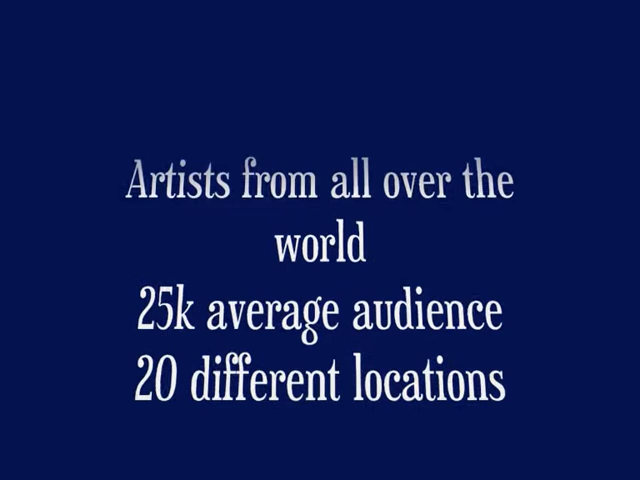 Artists from all over the
world
25k average audience
20 different locations